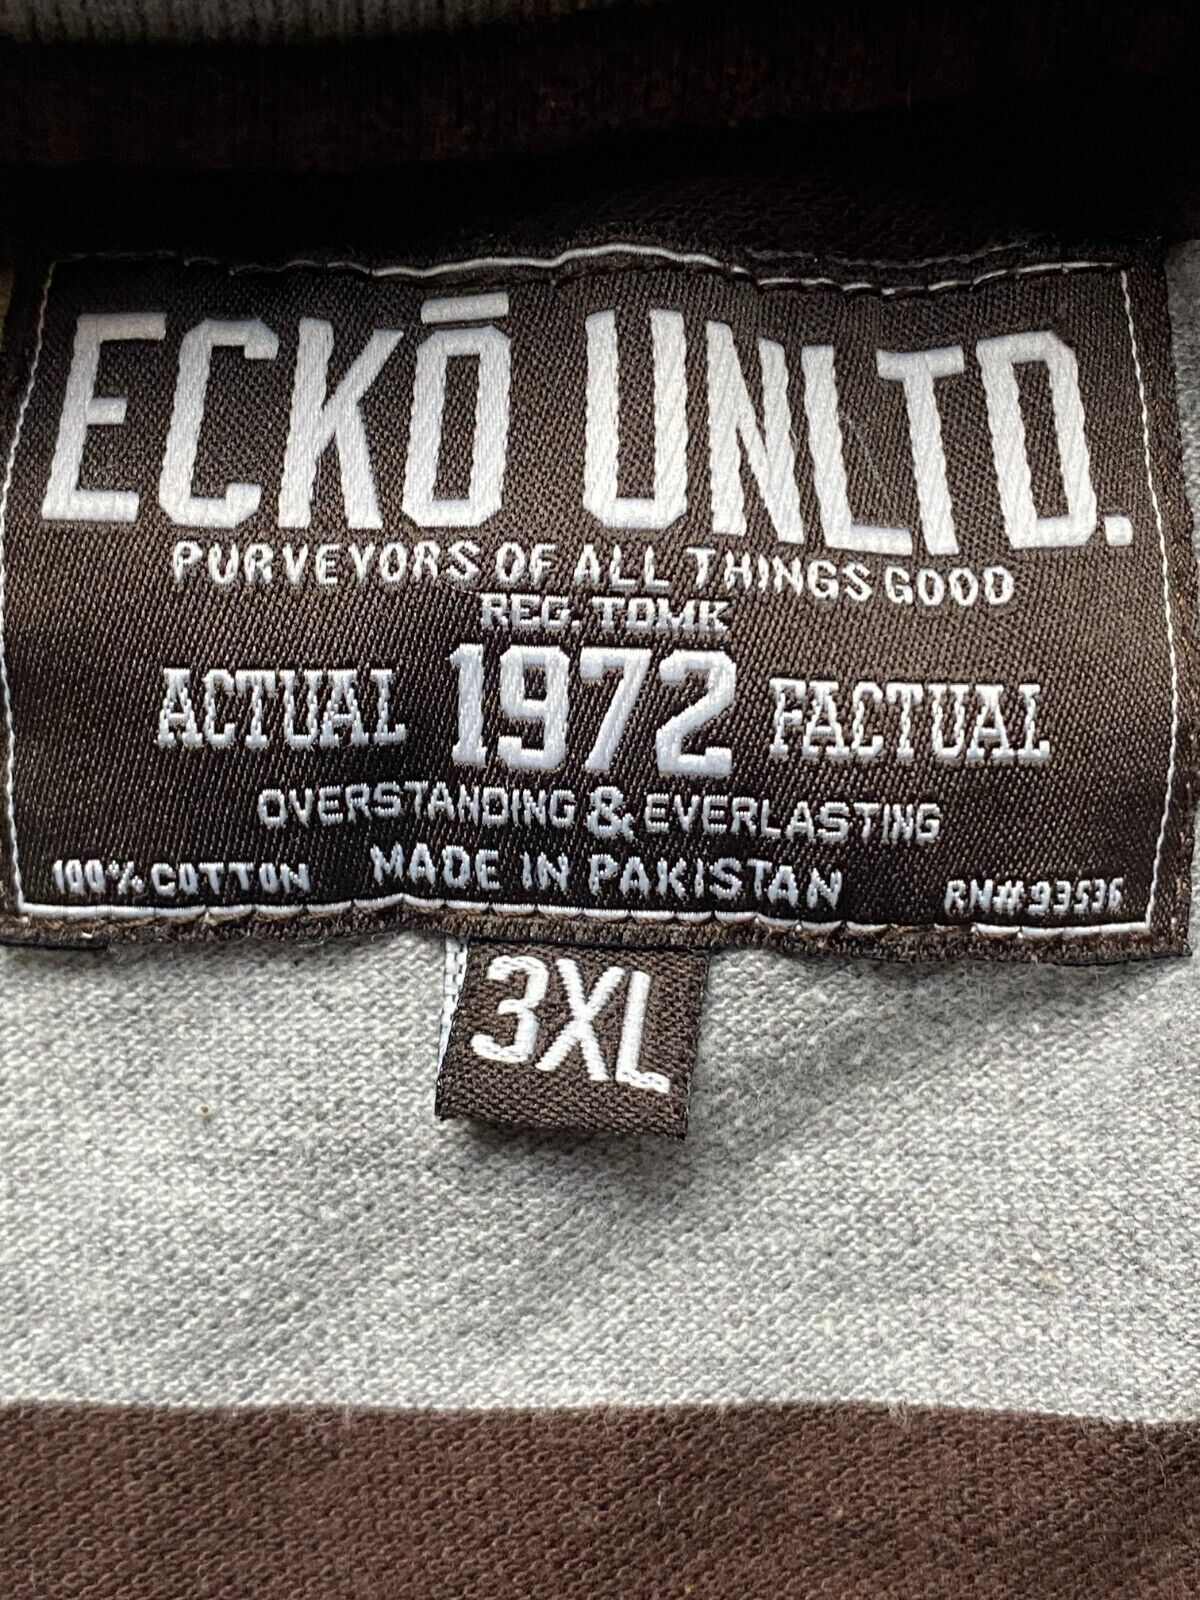 ECKŌ UNLTD.
PURVEYORS OF ALL THINGS GOOD
REG. TDMK
ACTUAL 1972 FACTUAL
OVERSTANDING & EVERLASTING
100% COTTON MADE IN PAKISTAN RN# 93536
3XL